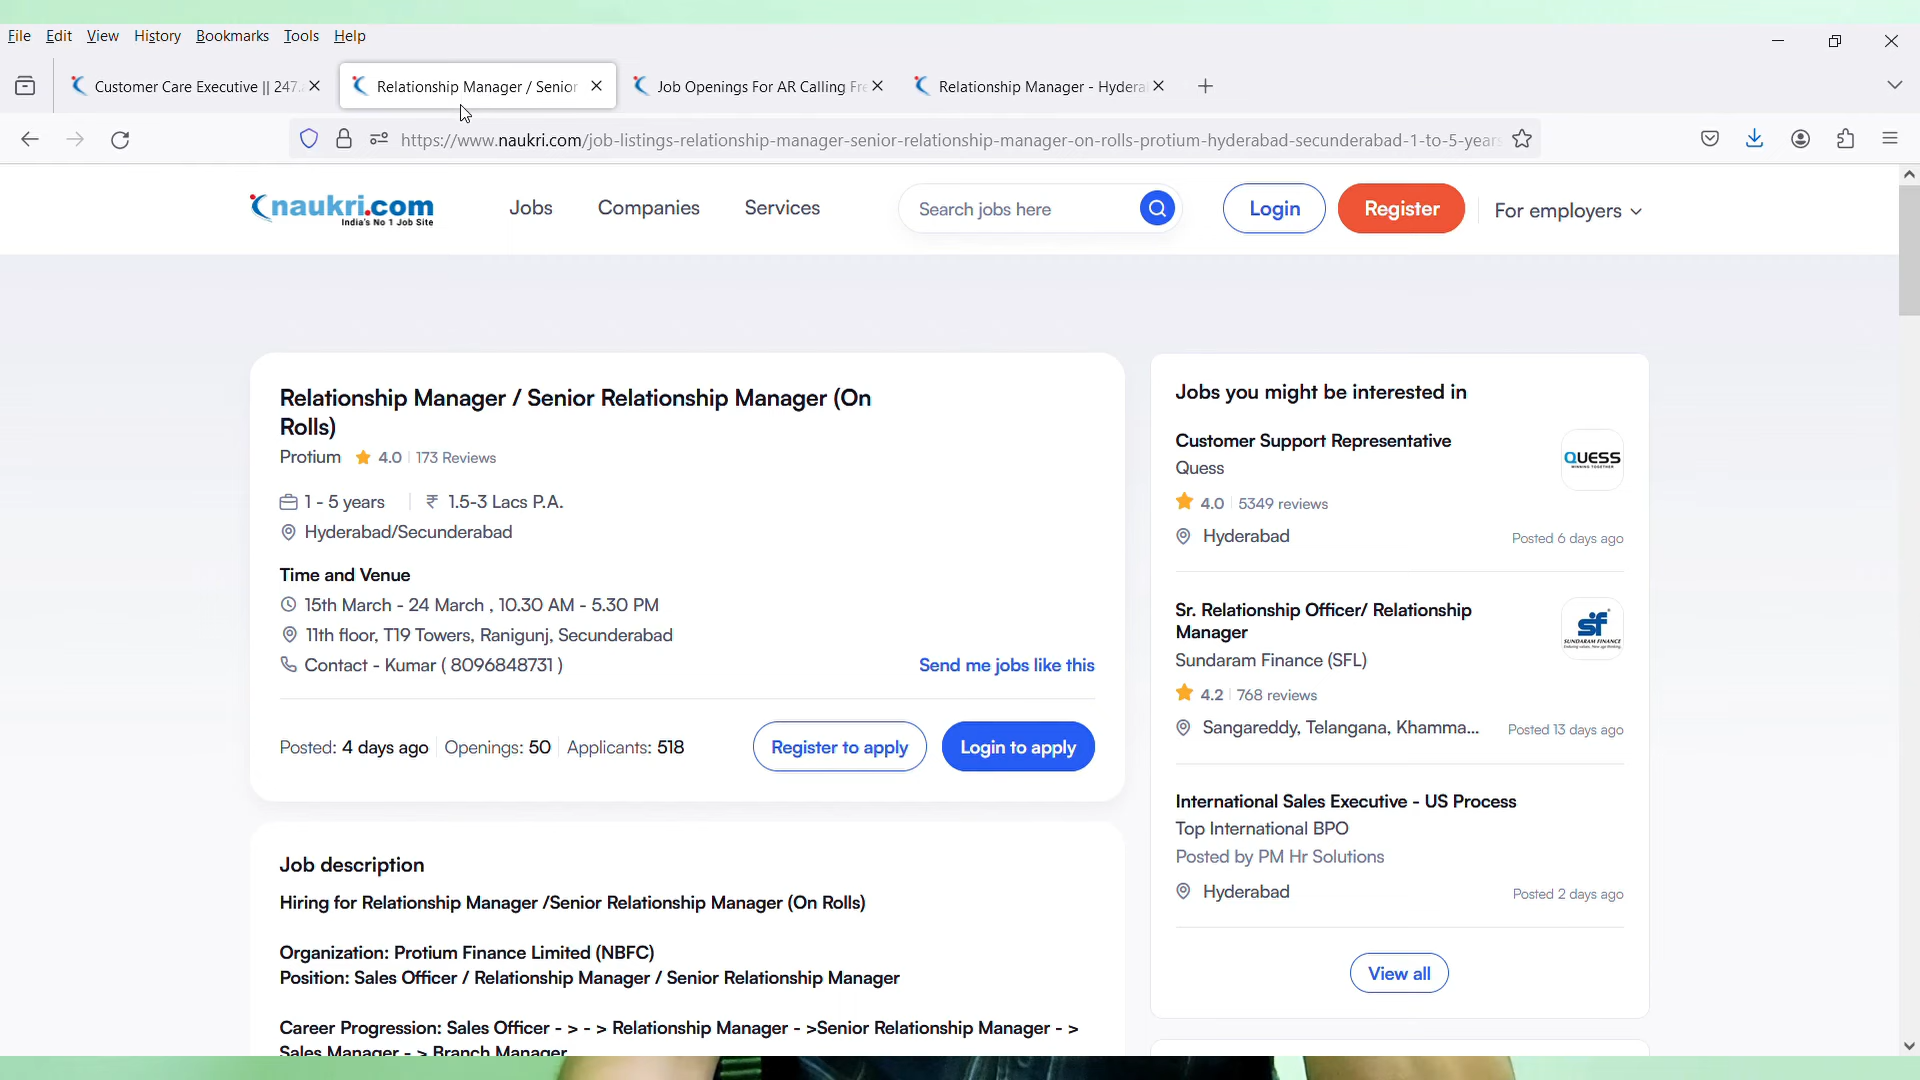 File Edit View History Bookmarks Tools Help
Customer Care Executive || 247.
Relationship Manager / Senior
Job Openings For AR Calling Fre
Relationship Manager - Hydera
https://www.naukri.com/job-listings-relationship-manager-senior-relationship-manager-on-rolls-protium-hyderabad-secunderabad-1-to-5-years
naukri.com
India's No 1 Job Site
Jobs Companies Services
Search jobs here
Login
Register
For employers
Relationship Manager / Senior Relationship Manager (On
Rolls)
Protium 4.0 173 Reviews
1 - 5 years ₹ 1.5-3 Lacs P.A.
Hyderabad/Secunderabad
Time and Venue
15th March - 24 March , 10.30 AM - 5.30 PM
11th floor, T19 Towers, Ranigunj, Secunderabad
Contact - Kumar ( 8096848731 )
Send me jobs like this
Posted: 4 days ago Openings: 50 Applicants: 518
Register to apply
Login to apply
Job description
Hiring for Relationship Manager /Senior Relationship Manager (On Rolls)
Organization: Protium Finance Limited (NBFC)
Position: Sales Officer / Relationship Manager / Senior Relationship Manager
Career Progression: Sales Officer - > - > Relationship Manager - >Senior Relationship Manager - >
Sales Manager - > Branch Manager
Jobs you might be interested in
Customer Support Representative
Quess
QUESS
WINNING TOGETHER
4.0 5349 reviews
Hyderabad
Posted 6 days ago
Sr. Relationship Officer/ Relationship
Manager
Sundaram Finance (SFL)
sf
SUNDARAM FINANCE
4.2 768 reviews
Sangareddy, Telangana, Khamma...
Posted 13 days ago
International Sales Executive - US Process
Top International BPO
Posted by PM Hr Solutions
Hyderabad
Posted 2 days ago
View all